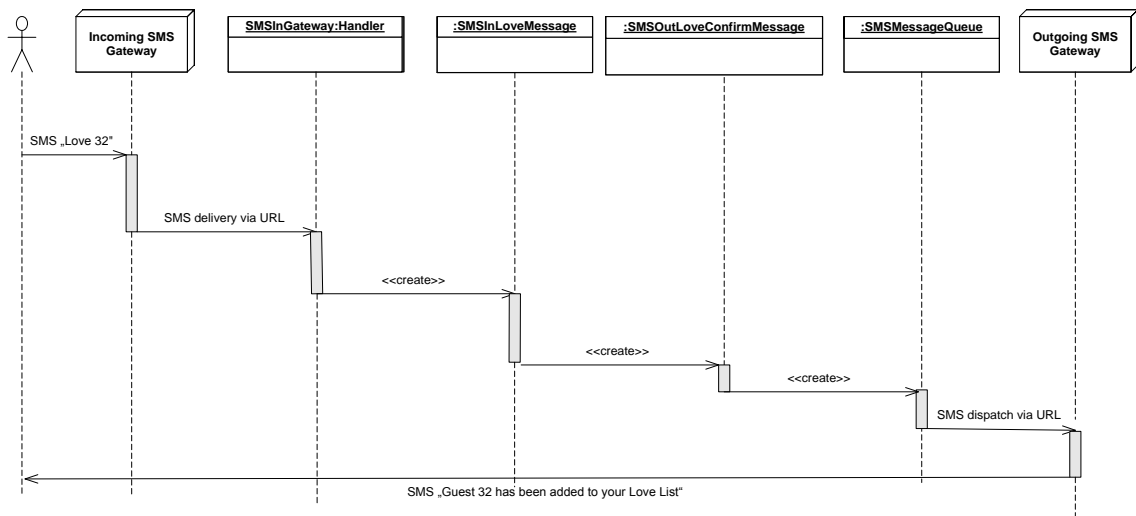 Incoming SMS
Gateway
SMSInGateway:Handler
:SMSInLoveMessage
:SMSOutLoveConfirmMessage
:SMSMessageQueue
Outgoing SMS
Gateway
SMS „Love 32”
SMS delivery via URL
<<create>>
<<create>>
<<create>>
SMS dispatch via URL
SMS „Guest 32 has been added to your Love List“